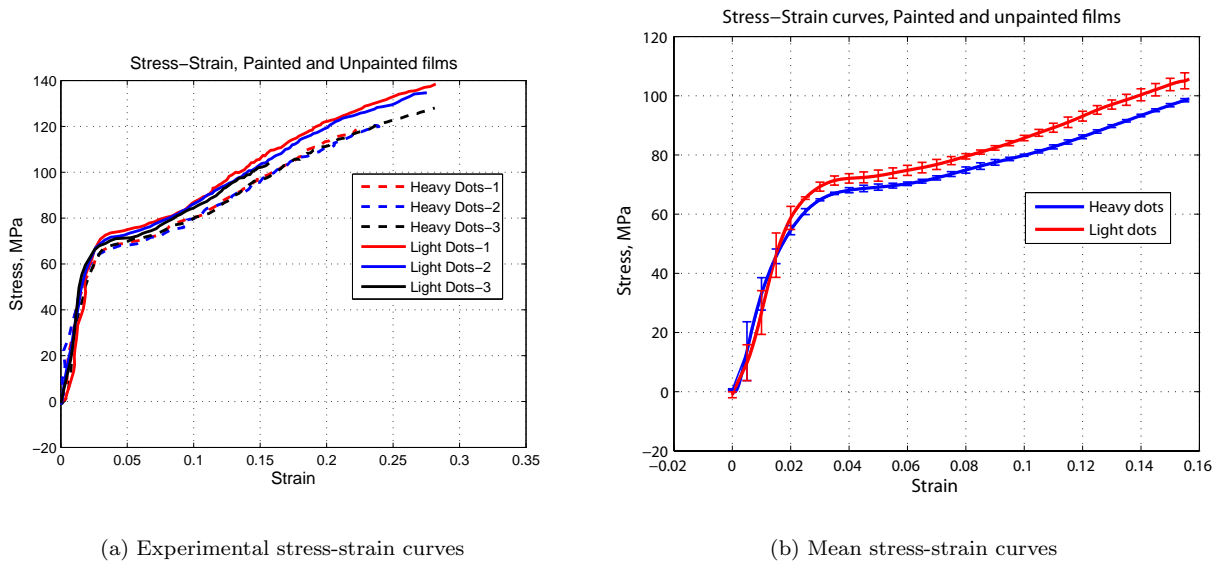 Stress−Strain, Painted and Unpainted films
140
120
100
80
60
40
20
0
−20
0
0.05
0.1
0.15
0.2
0.25
0.3
0.35
Stress, MPa
Strain
Heavy Dots−1
Heavy Dots−2
Heavy Dots−3
Light Dots−1
Light Dots−2
Light Dots−3
(a) Experimental stress-strain curves
Stress−Strain curves, Painted and unpainted films
120
100
80
60
40
20
0
−20
−0.02
0
0.02
0.04
0.06
0.08
0.1
0.12
0.14
0.16
Stress, MPa
Strain
Heavy dots
Light dots
(b) Mean stress-strain curves